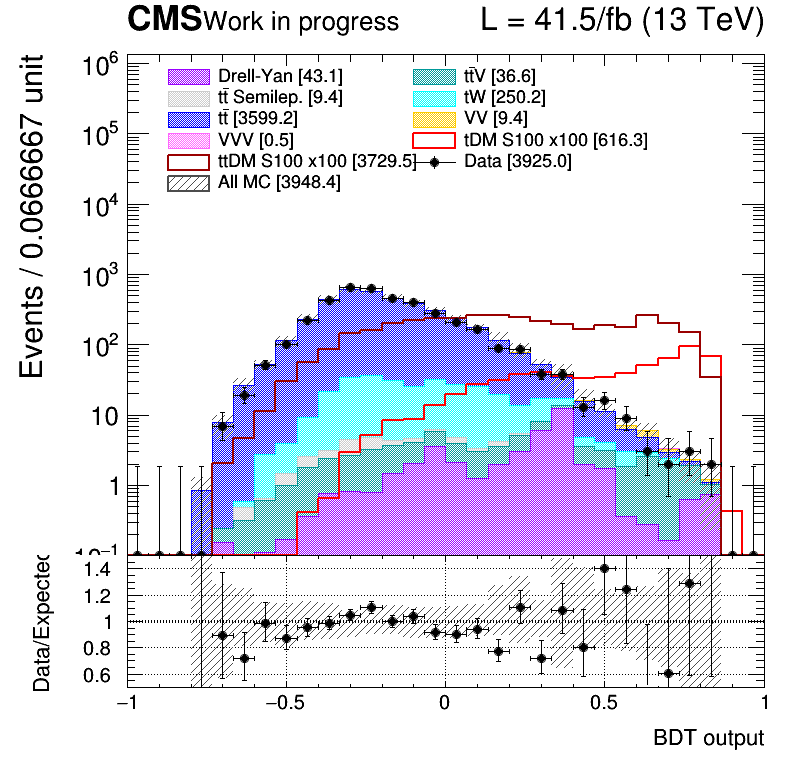 CMS Work in progress L = 41.5/fb (13 TeV)
Events / 0.0666667 unit
10⁶
10⁵
10⁴
10³
10²
10
1
10⁻¹
Drell-Yan [43.1] tt̄V [36.6]
tt̄ Semilep. [9.4] tW [250.2]
tt̄ [3599.2] VV [9.4]
VVV [0.5] tDM S100 x100 [616.3]
ttDM S100 x100 [3729.5] Data [3925.0]
All MC [3948.4]
Data/Expected
1.4
1.2
1
0.8
0.6
−1 −0.5 0 0.5 1
BDT output